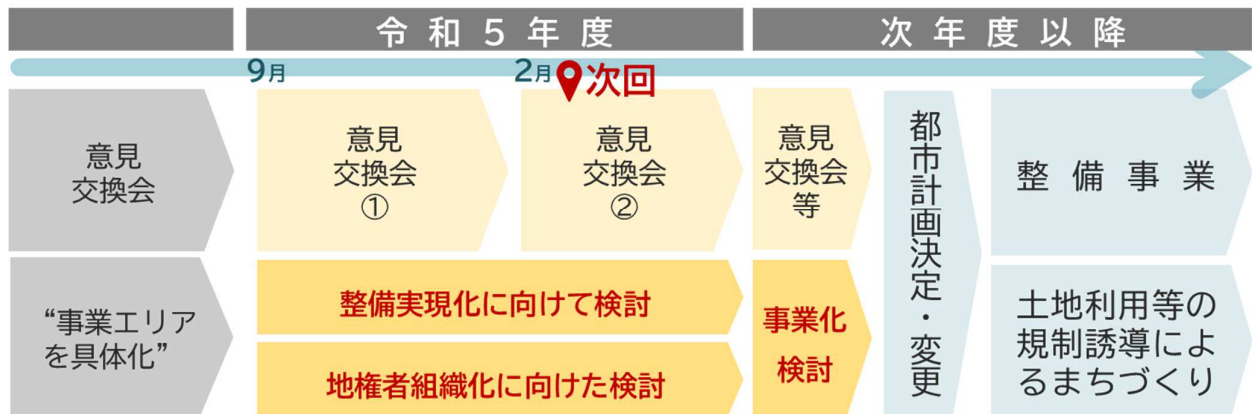 令和5年度
次年度以降
9月
2月
次回
意見
交換会
意見
交換会
①
意見
交換会
②
意見
交換会
等
都市計画決定・変更
整備事業
“事業エリア
を具体化”
整備実現化に向けて検討
地権者組織化に向けた検討
事業化
検討
土地利用等の
規制誘導によ
るまちづくり